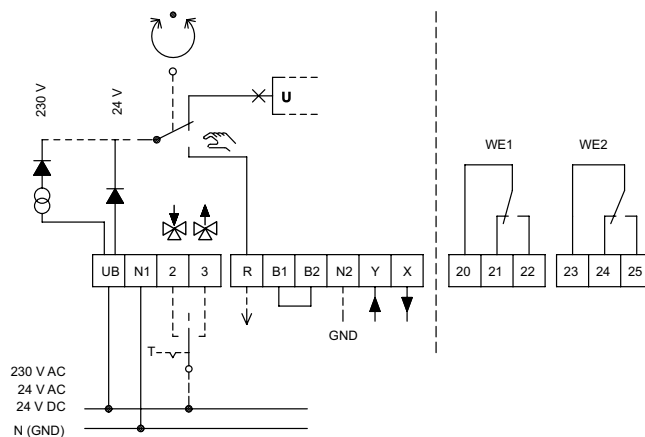 230 V
24 V
U
WE1
WE2
UB N1 2 3 R B1 B2 N2 Y X
20 21 22 23 24 25
GND
T
230 V AC
24 V AC
24 V DC
N (GND)